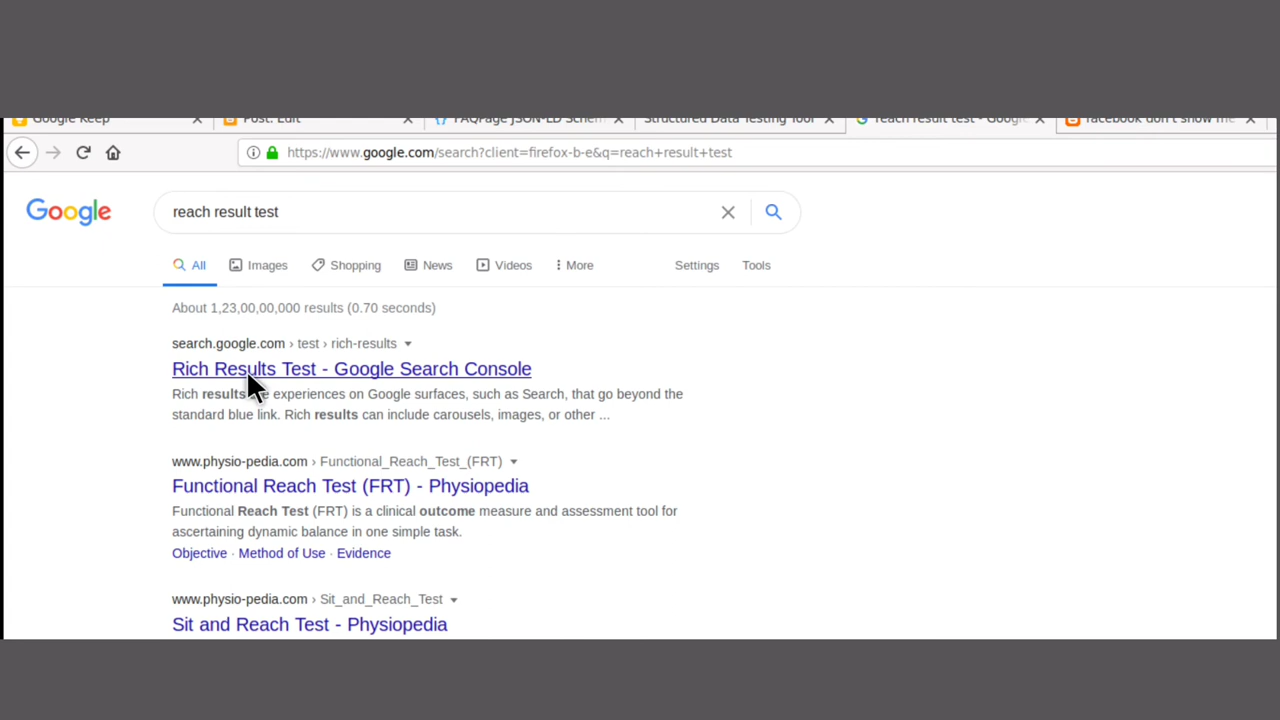 Google Keep
Post: Edit
FAQPage JSON-LD Schem
Structured Data Testing Tool
reach result test - Google
facebook don't show me
https://www.google.com/search?client=firefox-b-e&q=reach+result+test
Google
reach result test
All Images Shopping News Videos More Settings Tools
About 1,23,00,00,000 results (0.70 seconds)
search.google.com › test › rich-results
Rich Results Test - Google Search Console
Rich results e experiences on Google surfaces, such as Search, that go beyond the
standard blue link. Rich results can include carousels, images, or other ...
www.physio-pedia.com › Functional_Reach_Test_(FRT)
Functional Reach Test (FRT) - Physiopedia
Functional Reach Test (FRT) is a clinical outcome measure and assessment tool for
ascertaining dynamic balance in one simple task.
Objective · Method of Use · Evidence
www.physio-pedia.com › Sit_and_Reach_Test
Sit and Reach Test - Physiopedia